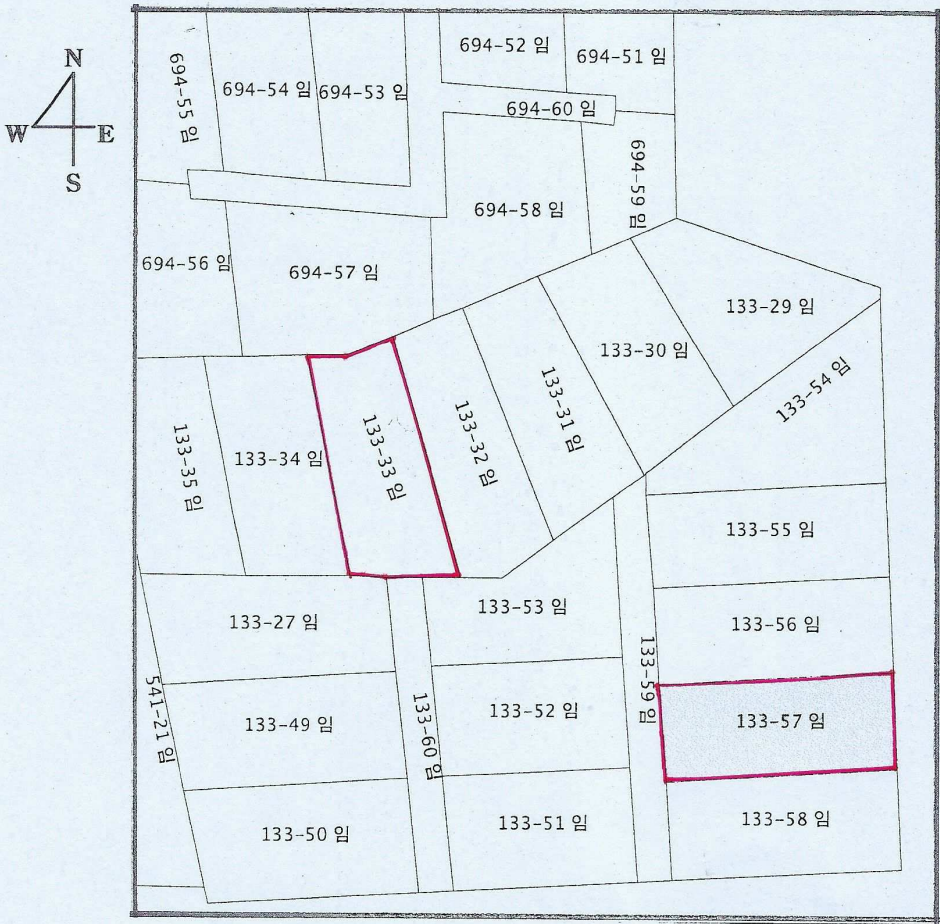 N
W E
S
694-55 임
694-54 임
694-53 임
694-52 임
694-51 임
694-60 임
694-59 임
694-58 임
694-56 임
694-57 임
133-29 임
133-30 임
133-31 임
133-32 임
133-33 임
133-34 임
133-35 임
133-54 임
133-55 임
133-56 임
133-57 임
133-58 임
133-59 임
133-53 임
133-52 임
133-51 임
133-60 임
133-27 임
133-49 임
133-50 임
541-21 임